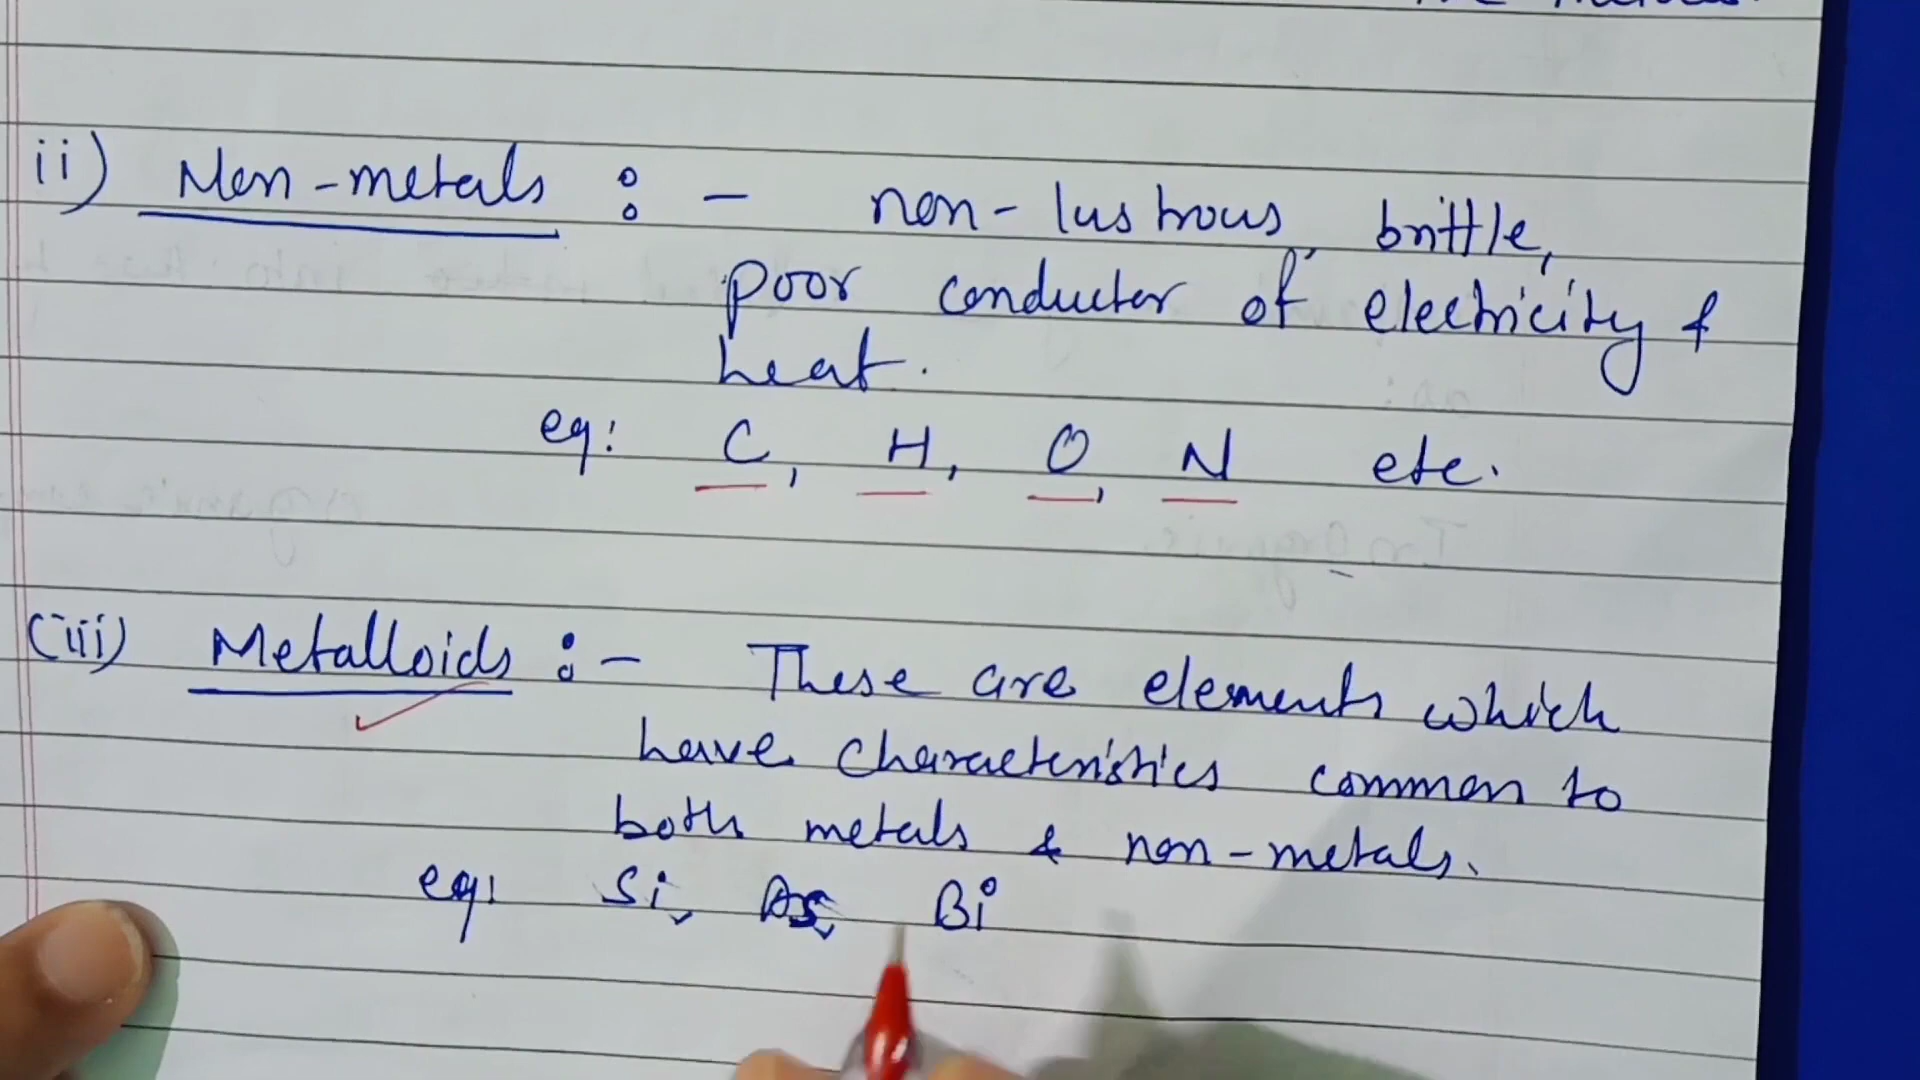 ii) Non-metals :- non-lustrous, brittle,
poor conductor of electricity &
heat.
eg: C, H, O, N etc.
(iii) Metalloids :- These are elements which
have characteristics common to
both metals & non-metals.
eg: Si, As, Bi